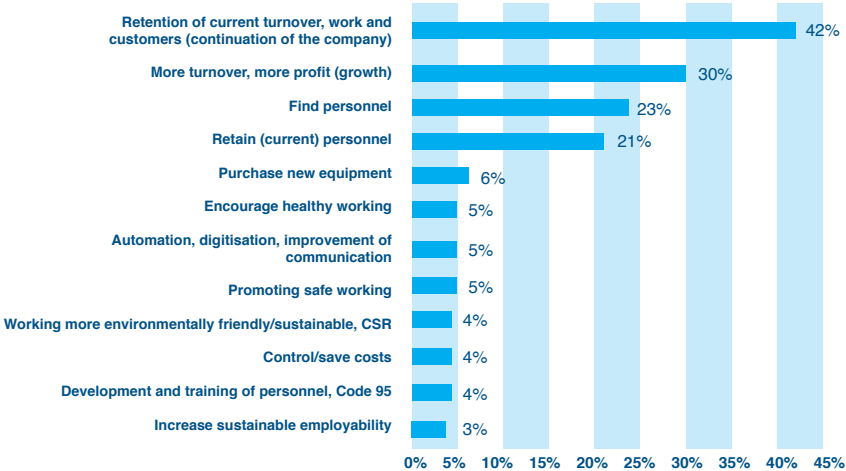 Retention of current turnover, work and
customers (continuation of the company)
42%
More turnover, more profit (growth)
30%
Find personnel
23%
Retain (current) personnel
21%
Purchase new equipment
6%
Encourage healthy working
5%
Automation, digitisation, improvement of
communication
5%
Promoting safe working
5%
Working more environmentally friendly/sustainable, CSR
4%
Control/save costs
4%
Development and training of personnel, Code 95
4%
Increase sustainable employability
3%
0% 5% 10% 15% 20% 25% 30% 35% 40% 45%